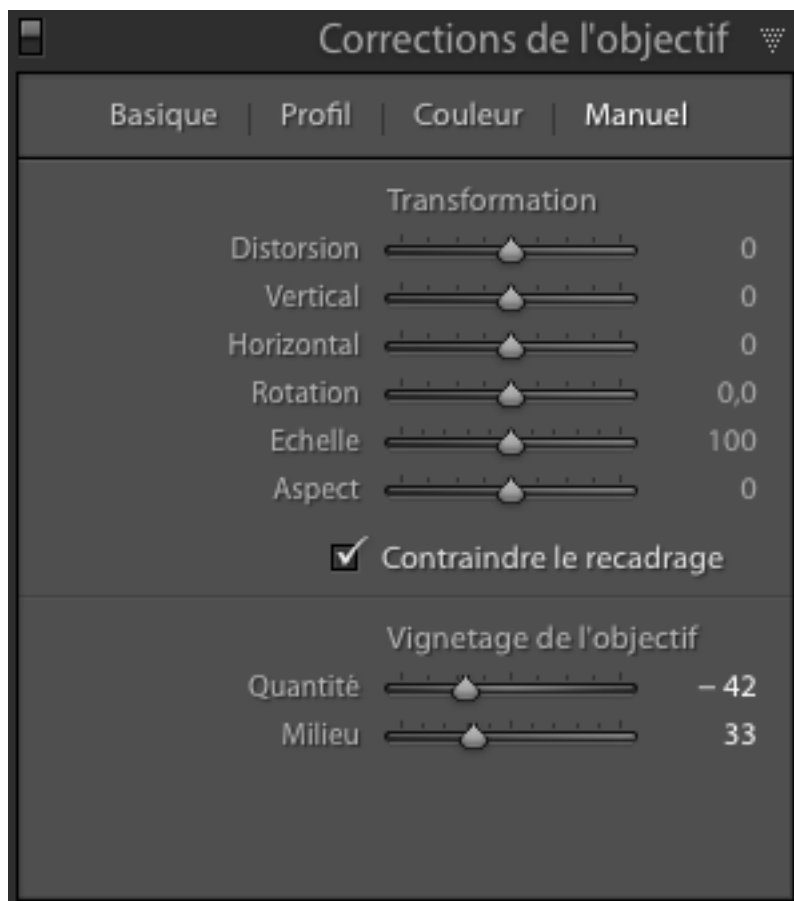 Corrections de l'objectif
Basique | Profil | Couleur | Manuel
Transformation
Distorsion 0
Vertical 0
Horizontal 0
Rotation 0,0
Echelle 100
Aspect 0
Contraindre le recadrage
Vignetage de l'objectif
Quantité – 42
Milieu 33